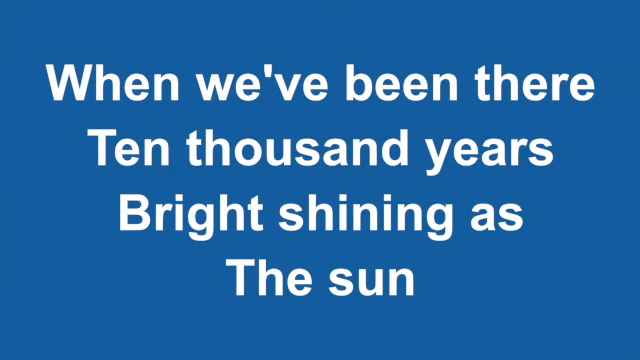 When we've been there
Ten thousand years
Bright shining as
The sun